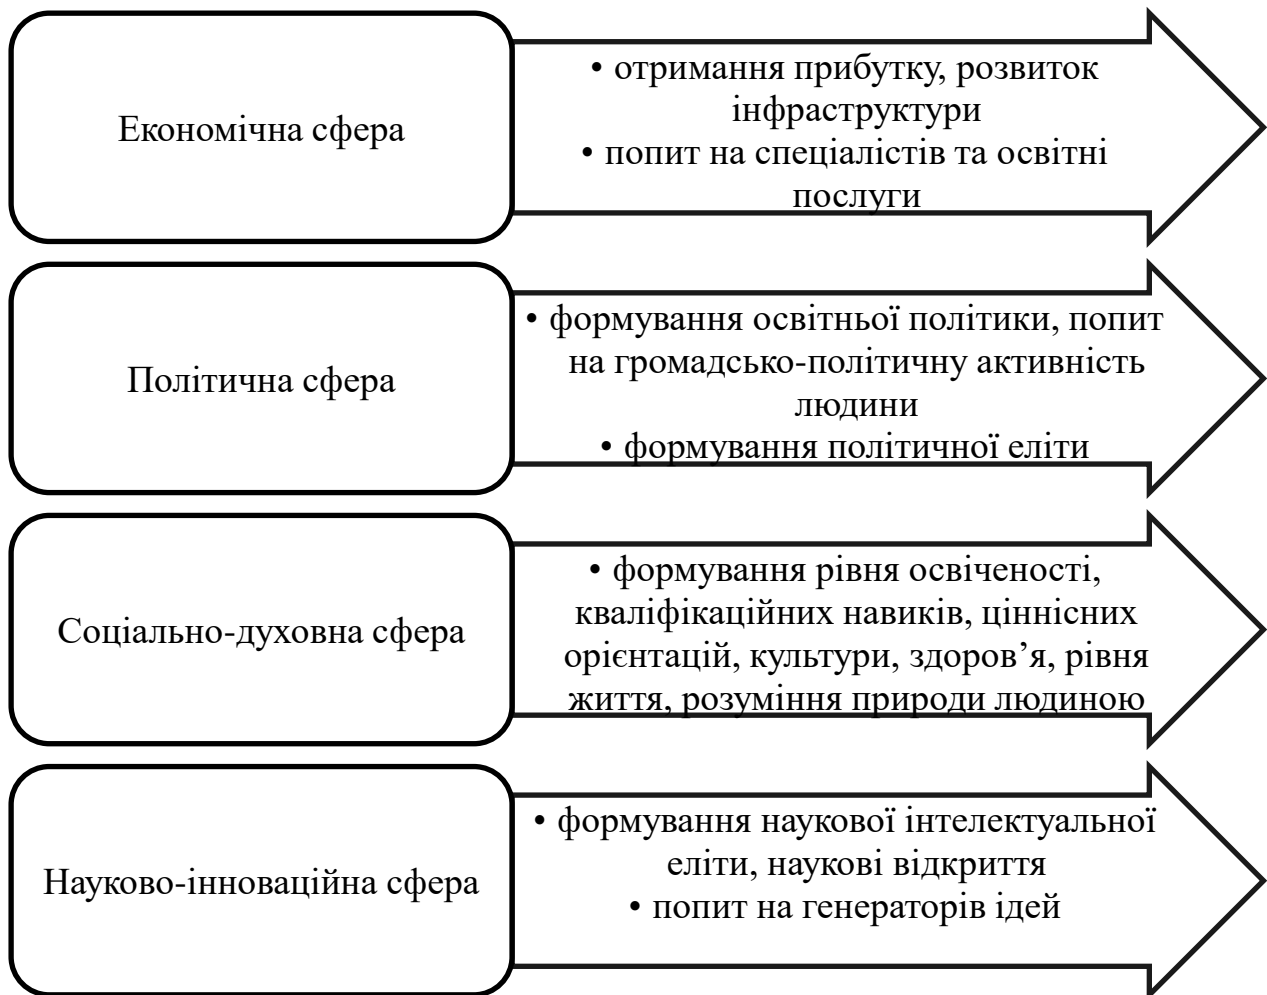 Економічна сфера
• отримання прибутку, розвиток
інфраструктури
• попит на спеціалістів та освітні
послуги
Політична сфера
• формування освітньої політики, попит
на громадсько-політичну активність
людини
• формування політичної еліти
Соціально-духовна сфера
• формування рівня освіченості,
кваліфікаційних навиків, ціннісних
орієнтацій, культури, здоров’я, рівня
життя, розуміння природи людиною
Науково-інноваційна сфера
• формування наукової інтелектуальної
еліти, наукові відкриття
• попит на генераторів ідей